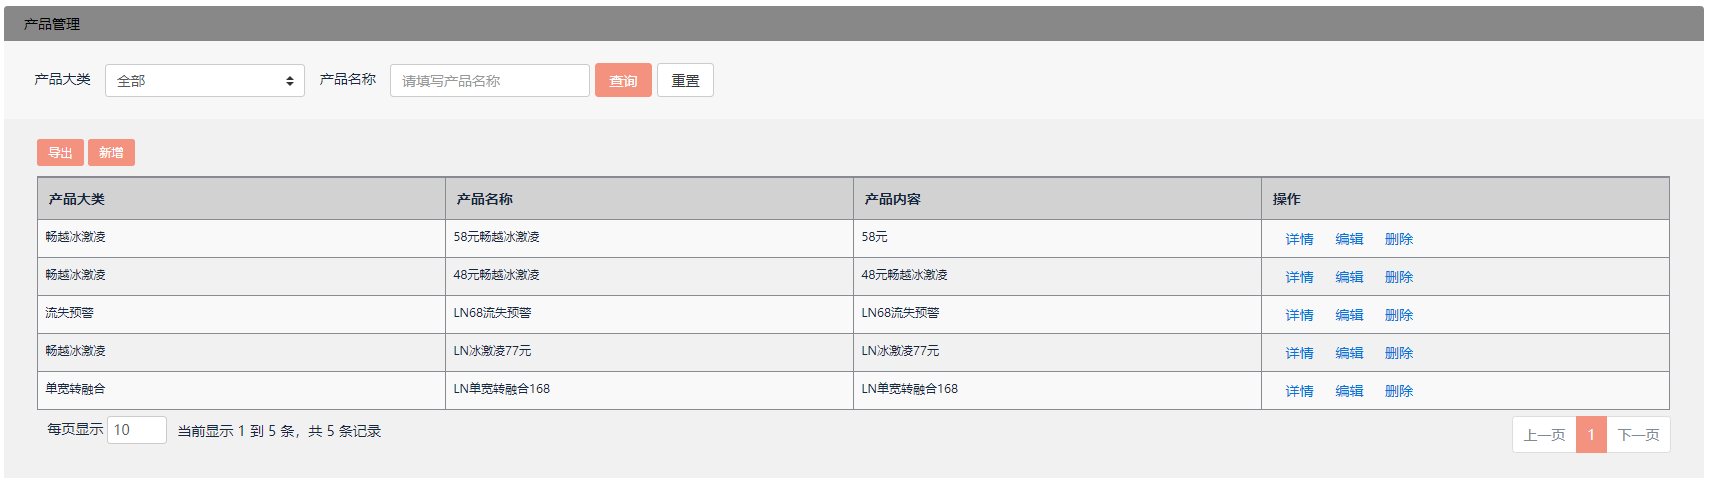 产品管理
产品大类 全部 产品名称 请填写产品名称 查询 重置
导出 新增
产品大类 产品名称 产品内容 操作
畅越冰激凌 58元畅越冰激凌 58元 详情 编辑 删除
畅越冰激凌 48元畅越冰激凌 48元畅越冰激凌 详情 编辑 删除
流失预警 LN68流失预警 LN68流失预警 详情 编辑 删除
畅越冰激凌 LN冰激凌77元 LN冰激凌77元 详情 编辑 删除
单宽转融合 LN单宽转融合168 LN单宽转融合168 详情 编辑 删除
每页显示 10 当前显示 1 到 5 条，共 5 条记录 上一页 1 下一页